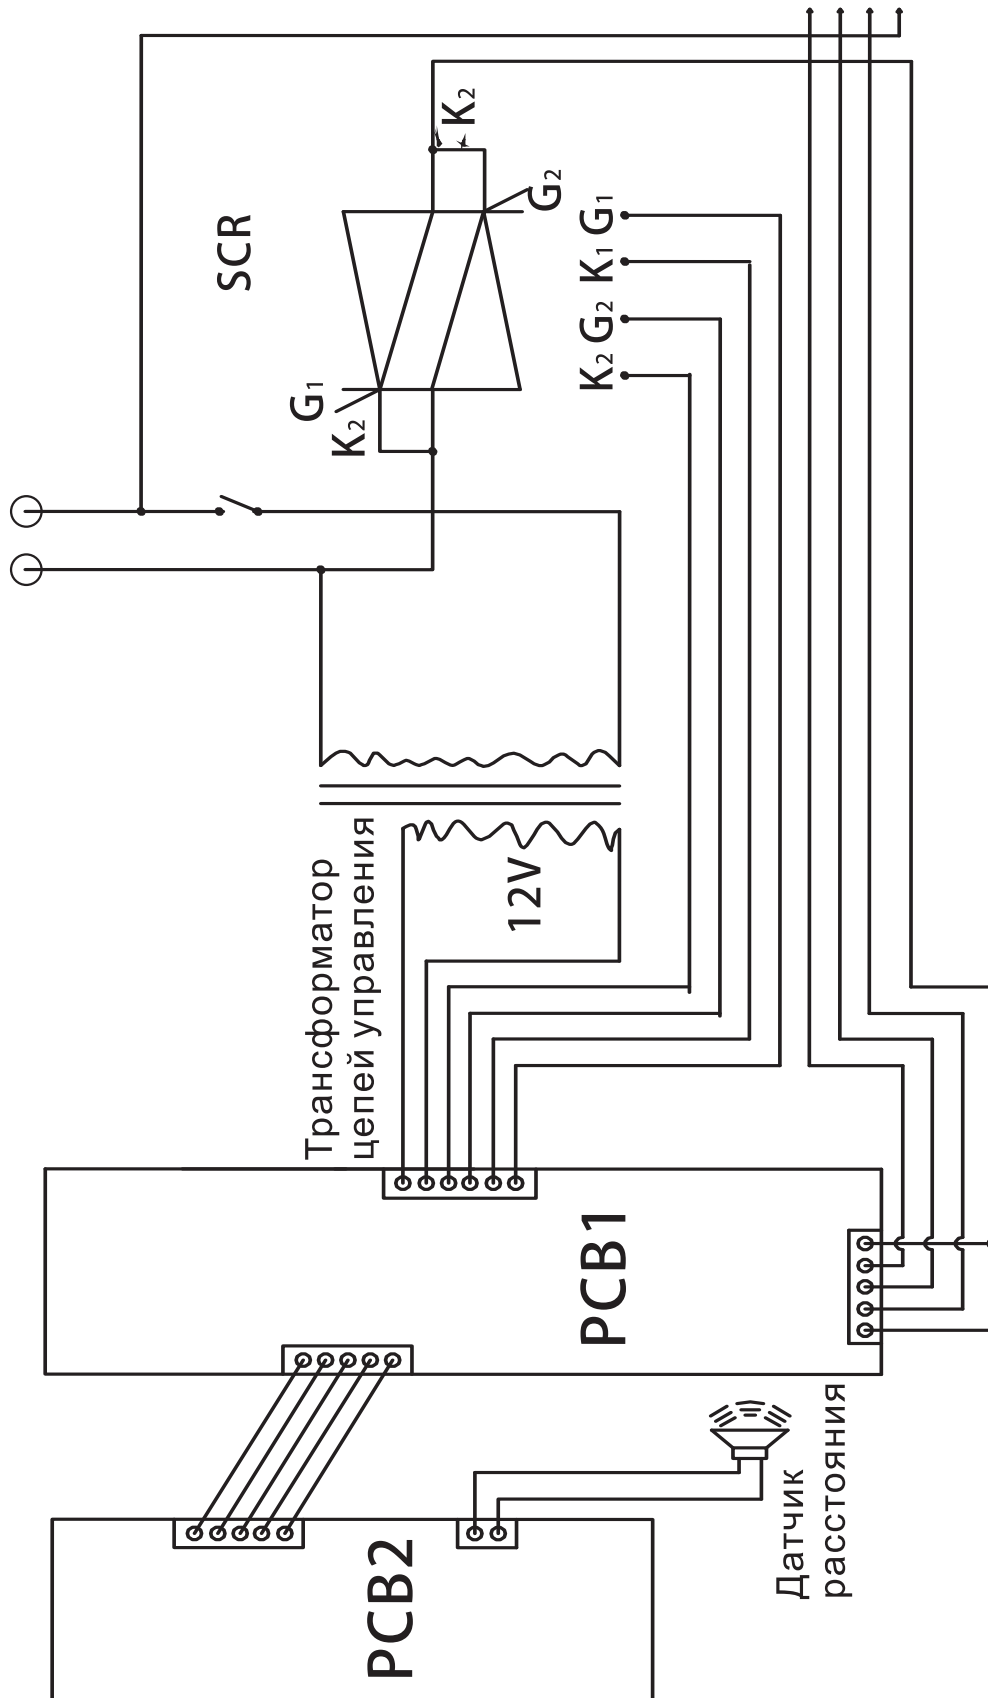 SCR
G1
K2
K2
G2
K2 G2 K1 G1
Трансформатор
цепей управления
12V
PCB1
PCB2
Датчик
расстояния